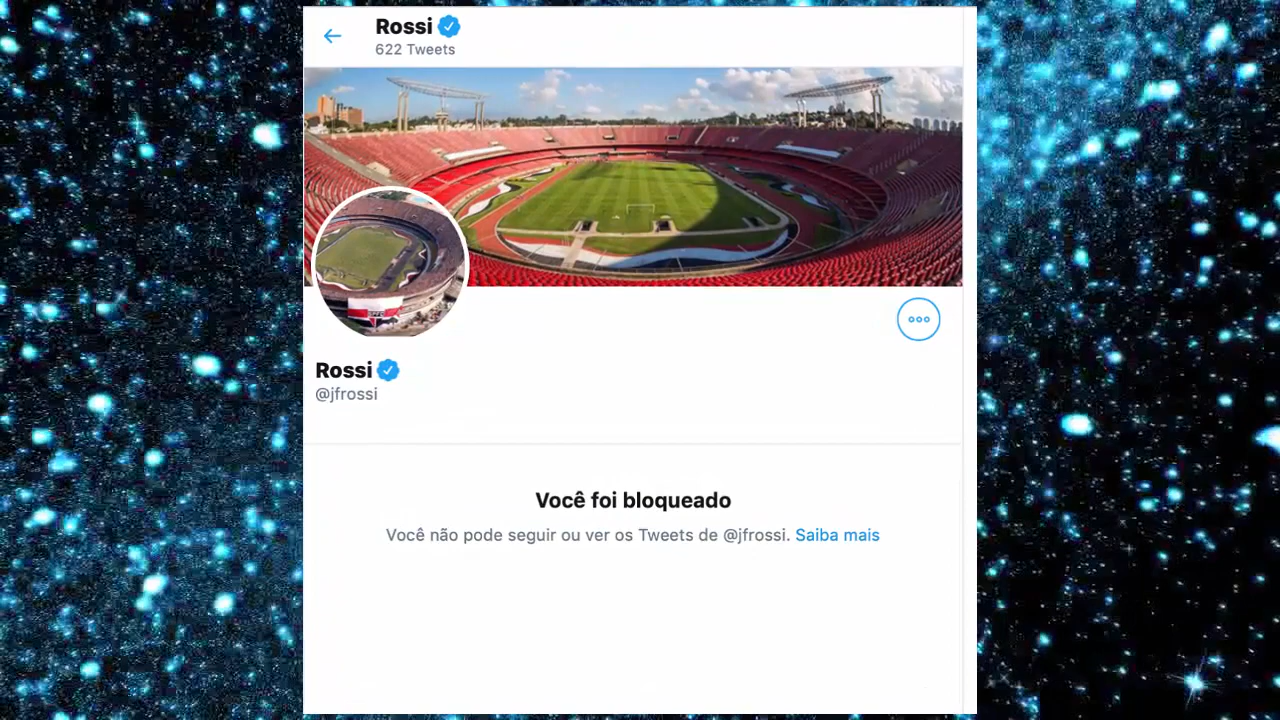 Rossi
622 Tweets
SPFC
Rossi
@jfrossi
Você foi bloqueado
Você não pode seguir ou ver os Tweets de @jfrossi. Saiba mais